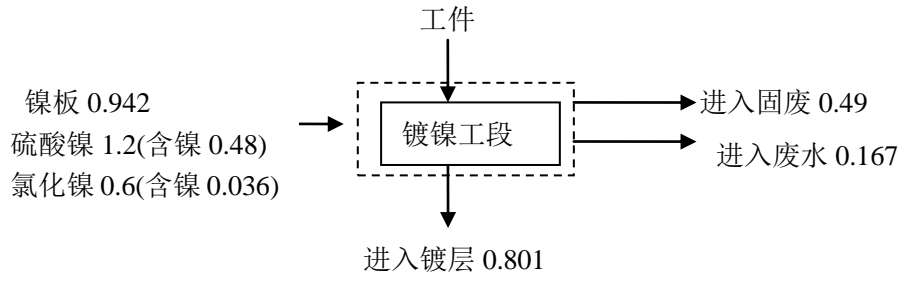 工件
镍板 0.942
硫酸镍 1.2(含镍 0.48)
氯化镍 0.6(含镍 0.036)
镀镍工段
进入固废 0.49
进入废水 0.167
进入镀层 0.801